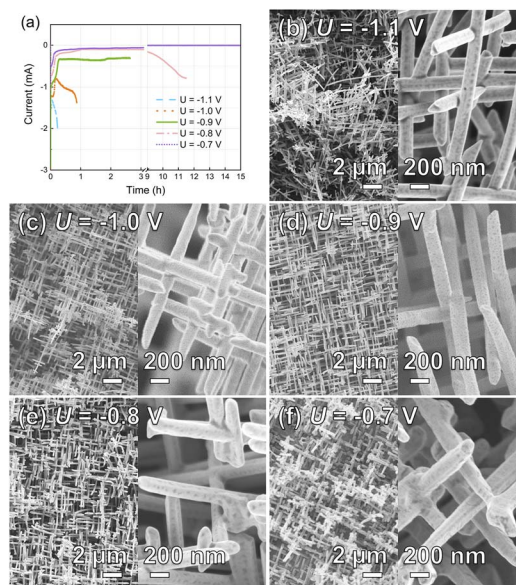 (a)
Current (mA)
1
0
-1
-2
-3
U = -1.1 V
U = -1.0 V
U = -0.9 V
U = -0.8 V
U = -0.7 V
0 1 2 3 9 10 11 12 13 14 15
Time (h)
(b) U = -1.1 V
2 µm 200 nm
(c) U = -1.0 V
2 µm 200 nm
(d) U = -0.9 V
2 µm 200 nm
(e) U = -0.8 V
2 µm 200 nm
(f) U = -0.7 V
2 µm 200 nm